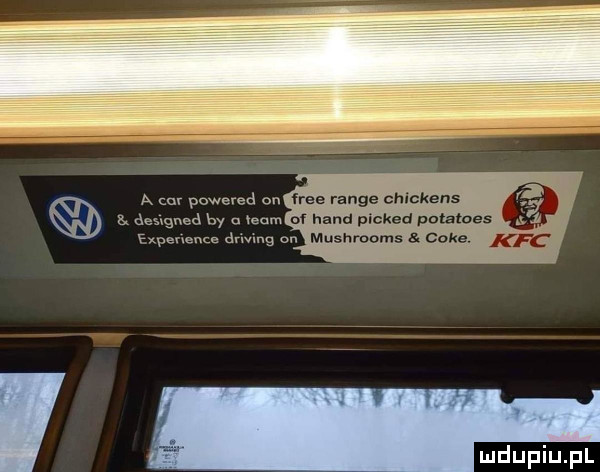 A car powered on free range chickens
& designed by a team of hand picked potatoes
Experience driving on Mushrooms & Coke.
KFC
VW
mdupiu.pl